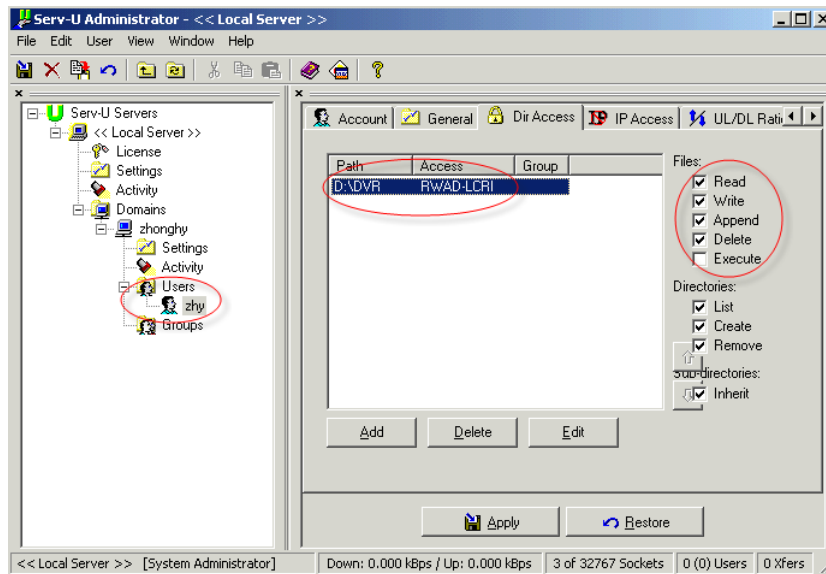 Serv-U Administrator - << Local Server >>
File Edit User View Window Help
Serv-U Servers
<< Local Server >>
License
Settings
Activity
Domains
zhonghy
Settings
Activity
Users
zhy
Groups
Account General Dir Access IP Access UL/DL
Path Access Group
D:\DVR RWAD-LCRI
Files:
Read
Write
Append
Delete
Execute
Directories:
List
Create
Remove
Sub-directories:
Inherit
Add Delete Edit
Apply Restore
<< Local Server >> [System Administrator] Down: 0.000 kBps / Up: 0.000 kBps 3 of 32767 Sockets 0 (0) Users 0 Xfers